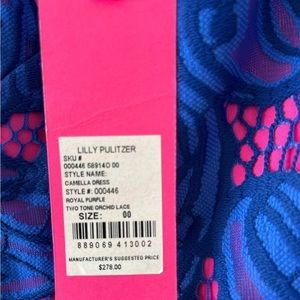 LILLY PULITZER
SKU #
000446 58914O 00
STYLE NAME:
CAMELLA DRESS
STYLE #: 000446
ROYAL PURPLE
TWO TONE ORCHID LACE
SIZE: 00
889069 413002
MANUFACTURER'S SUGGESTED PRICE
$278.00